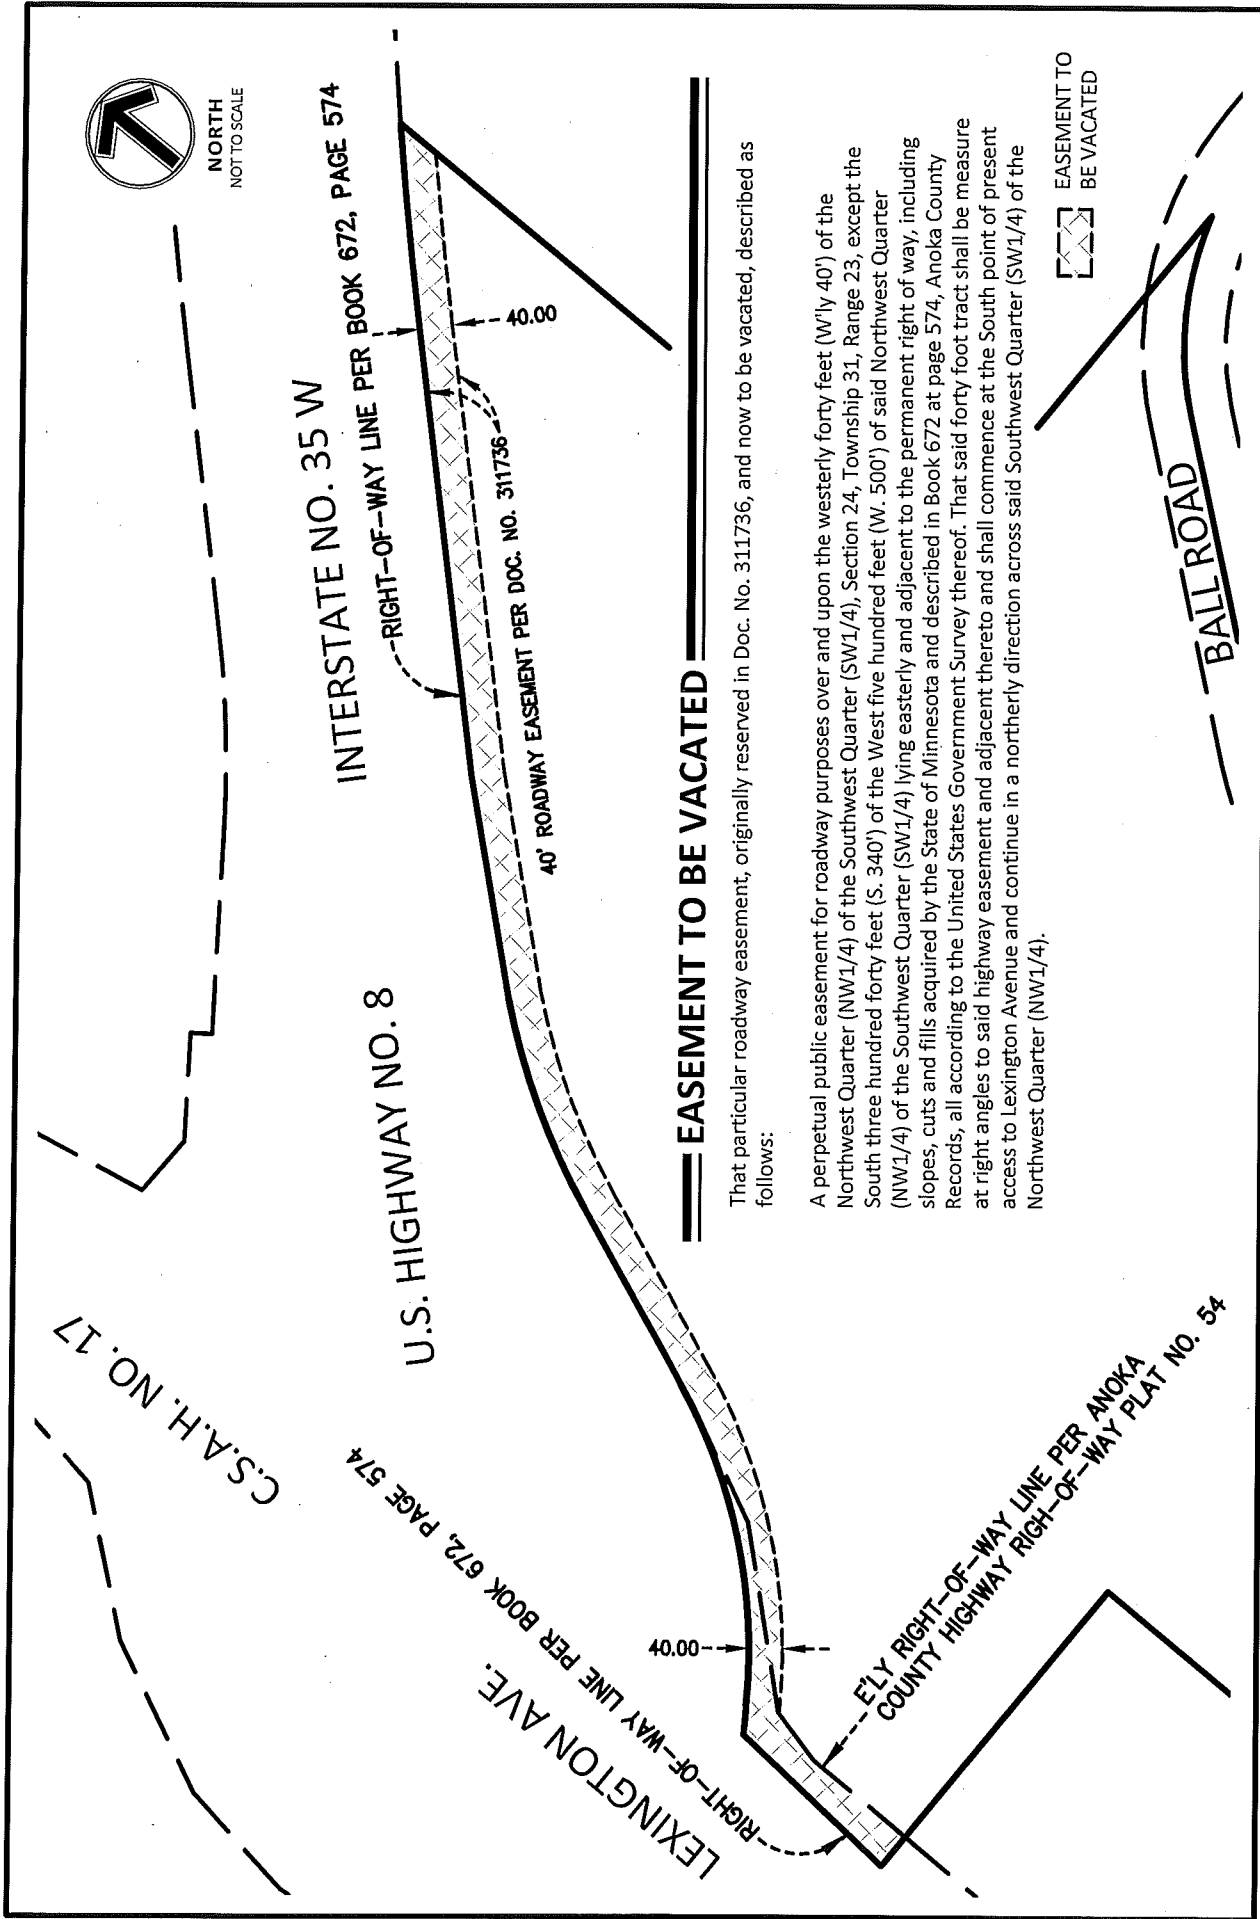 C.S.A.H. NO. 17
NORTH
NOT TO SCALE
INTERSTATE NO. 35 W
RIGHT-OF-WAY LINE PER BOOK 672, PAGE 574
U.S. HIGHWAY NO. 8
40.00
RIGHT-OF-WAY LINE PER BOOK 672, PAGE 574
LEXINGTON AVE.
40' ROADWAY EASEMENT PER DOC. NO. 311736
40.00
EASEMENT TO BE VACATED
That particular roadway easement, originally reserved in Doc. No. 311736, and now to be vacated, described as
follows:
A perpetual public easement for roadway purposes over and upon the westerly forty feet (W'ly 40') of the
Northwest Quarter (NW1/4) of the Southwest Quarter (SW1/4), Section 24, Township 31, Range 23, except the
South three hundred forty feet (S. 340') of the West five hundred feet (W. 500') of said Northwest Quarter
(NW1/4) of the Southwest Quarter (SW1/4) lying easterly and adjacent to the permanent right of way, including
slopes, cuts and fills acquired by the State of Minnesota and described in Book 672 at page 574, Anoka County
Records, all according to the United States Government Survey thereof. That said forty foot tract shall be measure
at right angles to said highway easement and adjacent thereto and shall commence at the South point of present
access to Lexington Avenue and continue in a northerly direction across said Southwest Quarter (SW1/4) of the
Northwest Quarter (NW1/4).
E'LY RIGHT-OF-WAY LINE PER ANOKA
COUNTY HIGHWAY RIGH-OF-WAY PLAT NO. 54
EASEMENT TO
BE VACATED
BALL ROAD